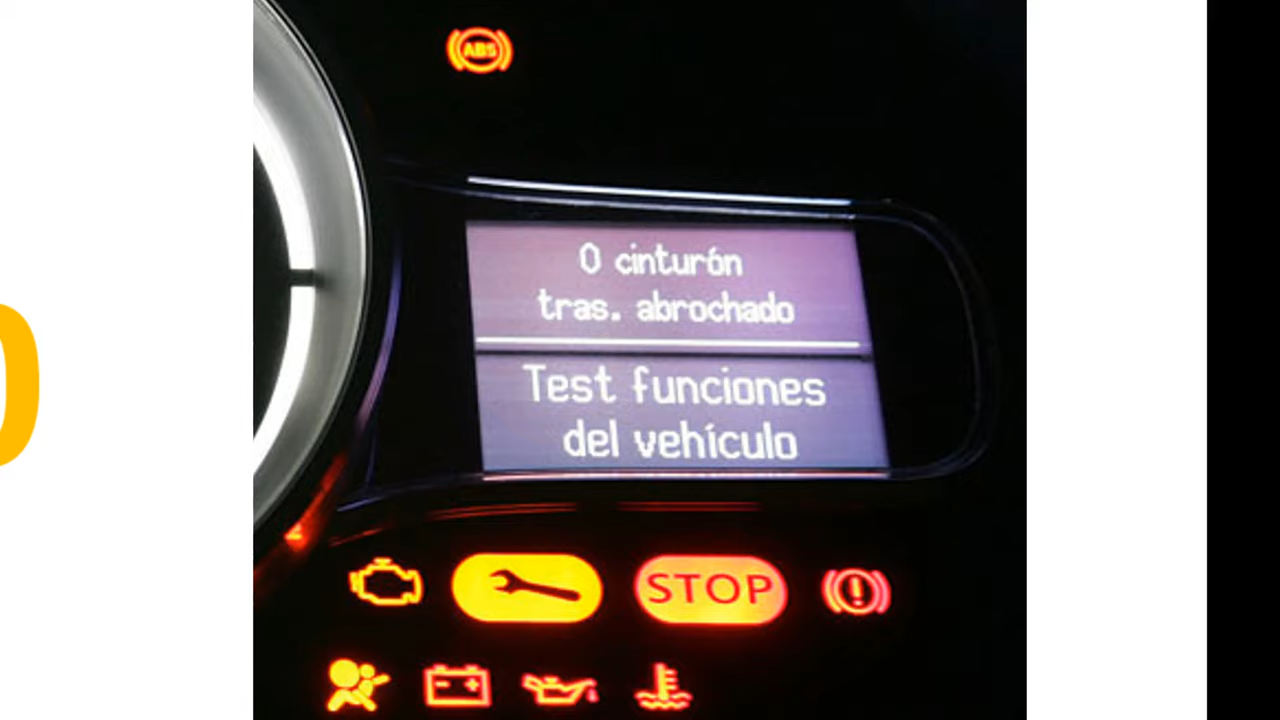 ABS
0 cinturón
tras. abrochado
Test funciones
del vehículo
STOP